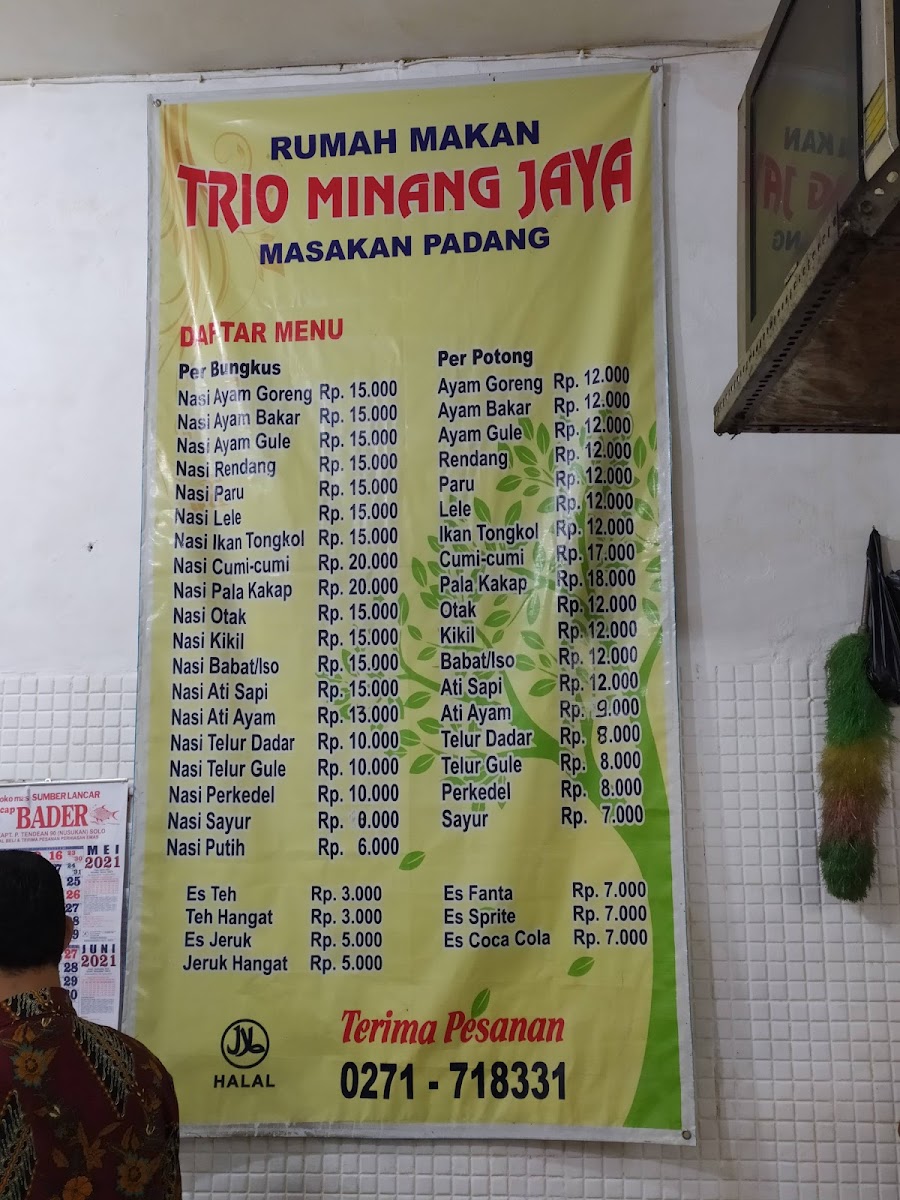 RUMAH MAKAN
TRIO MINANG JAYA
MASAKAN PADANG
DAFTAR MENU
Per Bungkus
Nasi Ayam Goreng Rp. 15.000
Nasi Ayam Bakar Rp. 15.000
Nasi Ayam Gule Rp. 15.000
Nasi Rendang Rp. 15.000
Nasi Paru Rp. 15.000
Nasi Lele Rp. 15.000
Nasi Ikan Tongkol Rp. 15.000
Nasi Cumi-cumi Rp. 20.000
Nasi Pala Kakap Rp. 20.000
Nasi Otak Rp. 15.000
Nasi Kikil Rp. 15.000
Nasi Babat/Iso Rp. 15.000
Nasi Ati Sapi Rp. 15.000
Nasi Ati Ayam Rp. 13.000
Nasi Telur Dadar Rp. 10.000
Nasi Telur Gule Rp. 10.000
Nasi Perkedel Rp. 10.000
Nasi Sayur Rp. 9.000
Nasi Putih Rp. 6.000
Per Potong
Ayam Goreng Rp. 12.000
Ayam Bakar Rp. 12.000
Ayam Gule Rp. 12.000
Rendang Rp. 12.000
Paru Rp. 12.000
Lele Rp. 12.000
Ikan Tongkol Rp. 12.000
Cumi-cumi Rp. 17.000
Pala Kakap Rp. 18.000
Otak Rp. 12.000
Kikil Rp. 12.000
Babat/Iso Rp. 12.000
Ati Sapi Rp. 12.000
Ati Ayam Rp. 9.000
Telur Dadar Rp. 8.000
Telur Gule Rp. 8.000
Perkedel Rp. 8.000
Sayur Rp. 7.000
Es Teh Rp. 3.000
Teh Hangat Rp. 3.000
Es Jeruk Rp. 5.000
Jeruk Hangat Rp. 5.000
Es Fanta Rp. 7.000
Es Sprite Rp. 7.000
Es Coca Cola Rp. 7.000
HALAL
Terima Pesanan
0271 - 718331
SUMBER LANCAR
BADER
MEI
2021
JUNI
2021